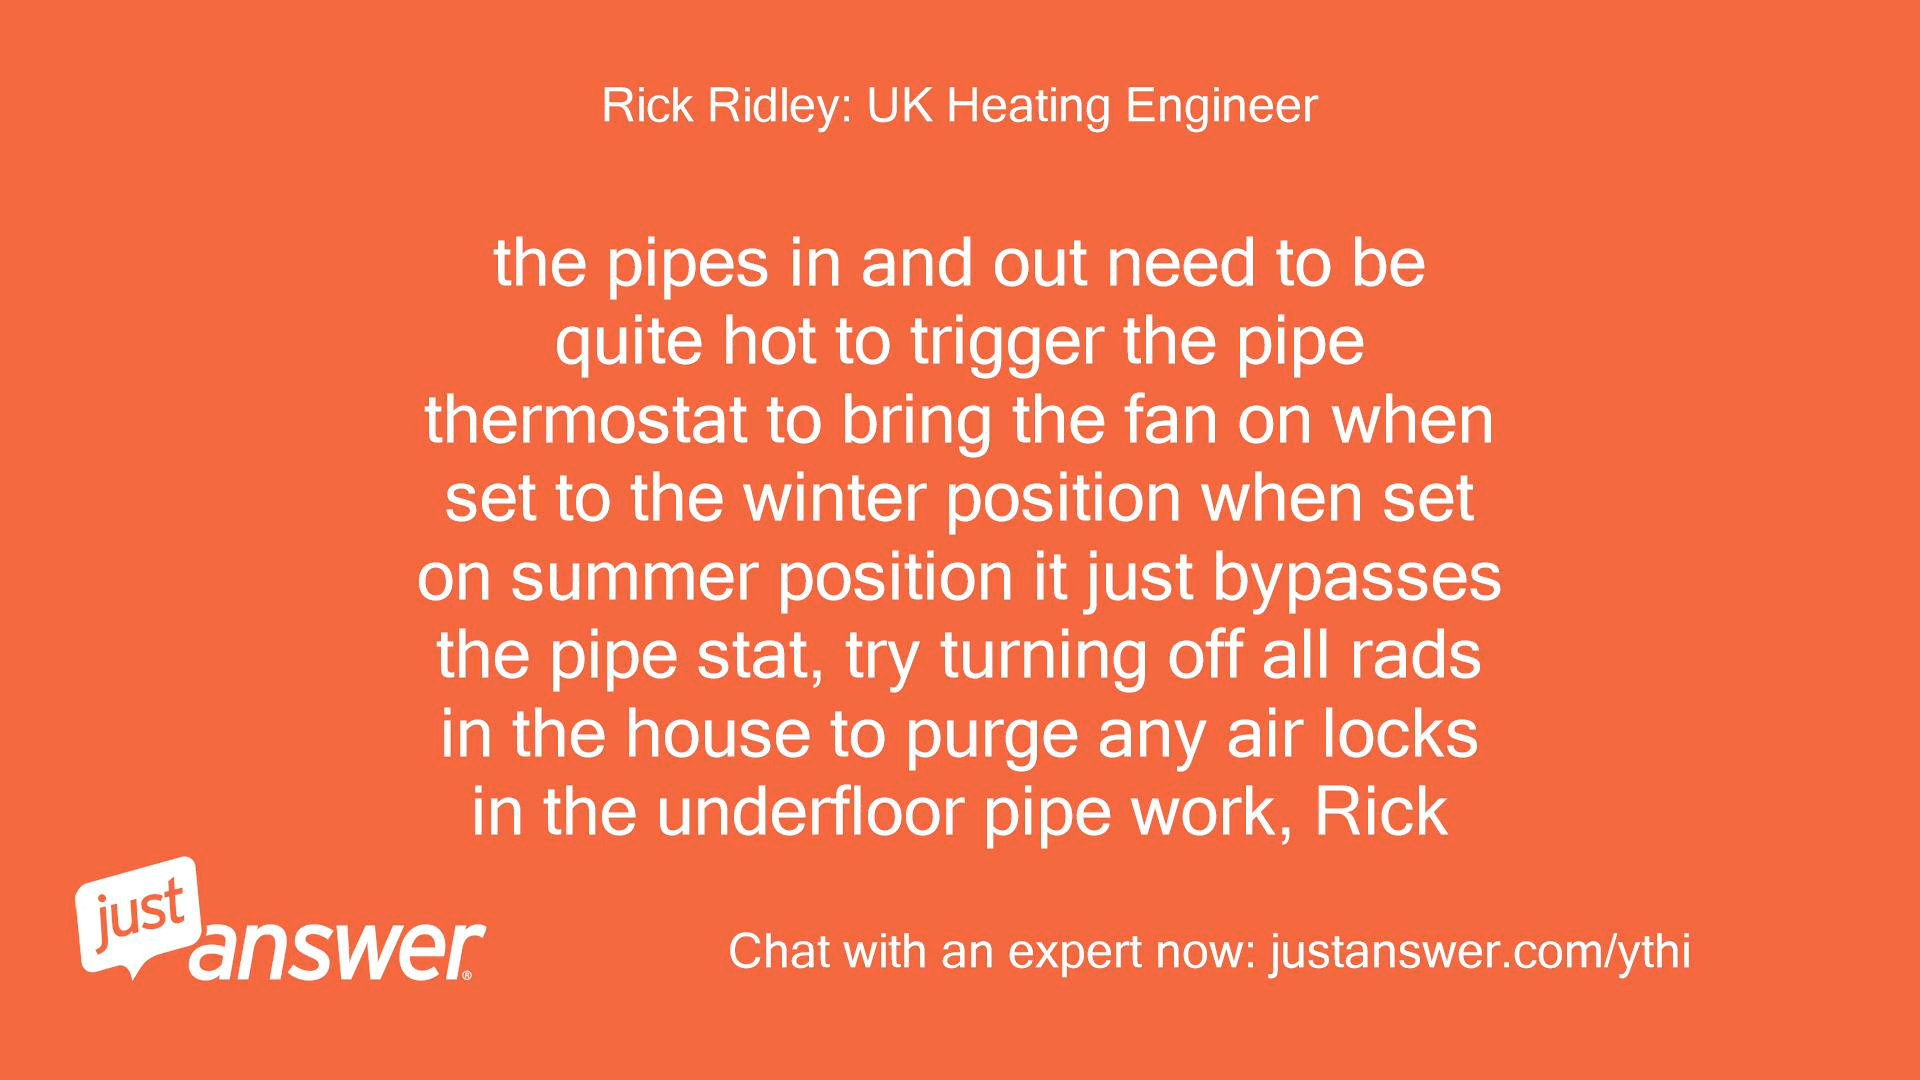 Rick Ridley: UK Heating Engineer
the pipes in and out need to be
quite hot to trigger the pipe
thermostat to bring the fan on when
set to the winter position when set
on summer position it just bypasses
the pipe stat, try turning off all rads
in the house to purge any air locks
in the underfloor pipe work, Rick
just
answer®
Chat with an expert now: justanswer.com/ythi